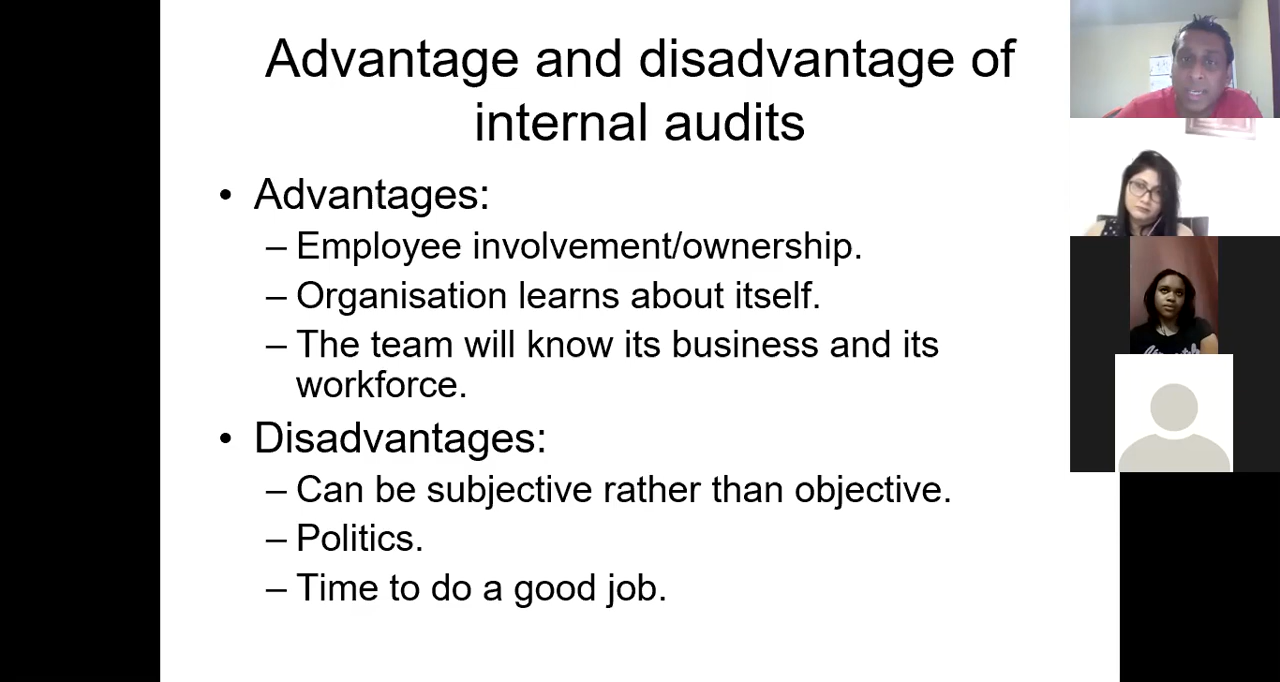 Advantage and disadvantage of
internal audits
• Advantages:
– Employee involvement/ownership.
– Organisation learns about itself.
– The team will know its business and its
workforce.
• Disadvantages:
– Can be subjective rather than objective.
– Politics.
– Time to do a good job.